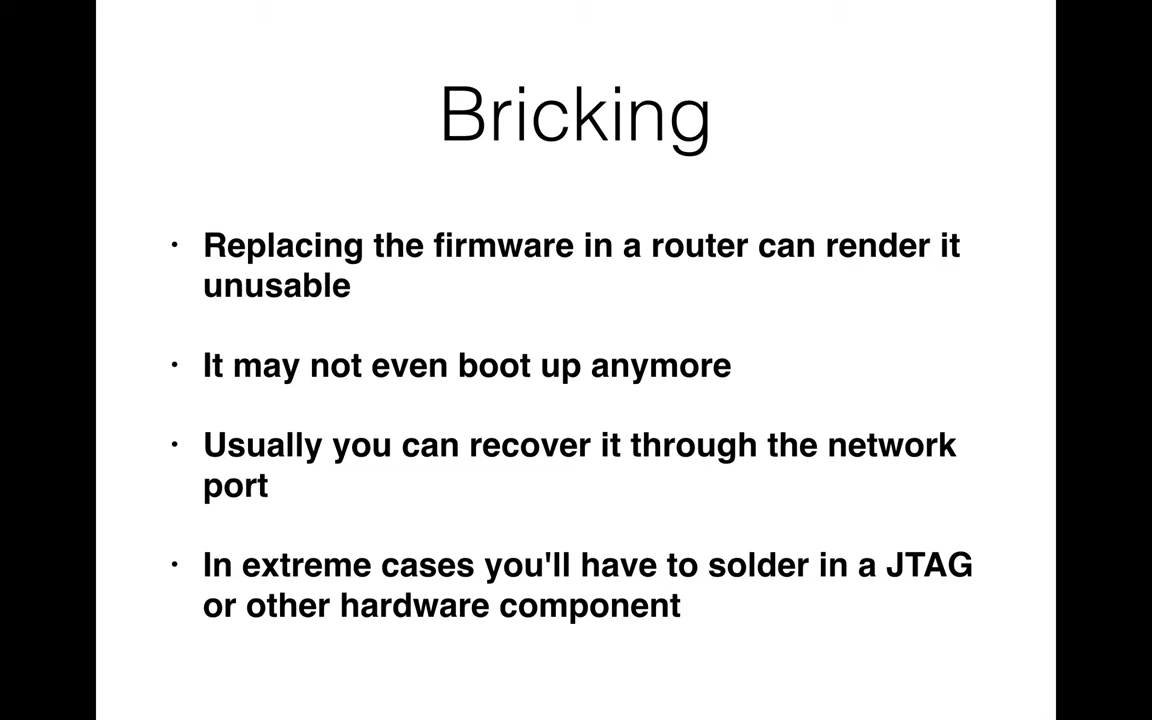 Bricking
• Replacing the firmware in a router can render it
unusable
• It may not even boot up anymore
• Usually you can recover it through the network
port
• In extreme cases you'll have to solder in a JTAG
or other hardware component